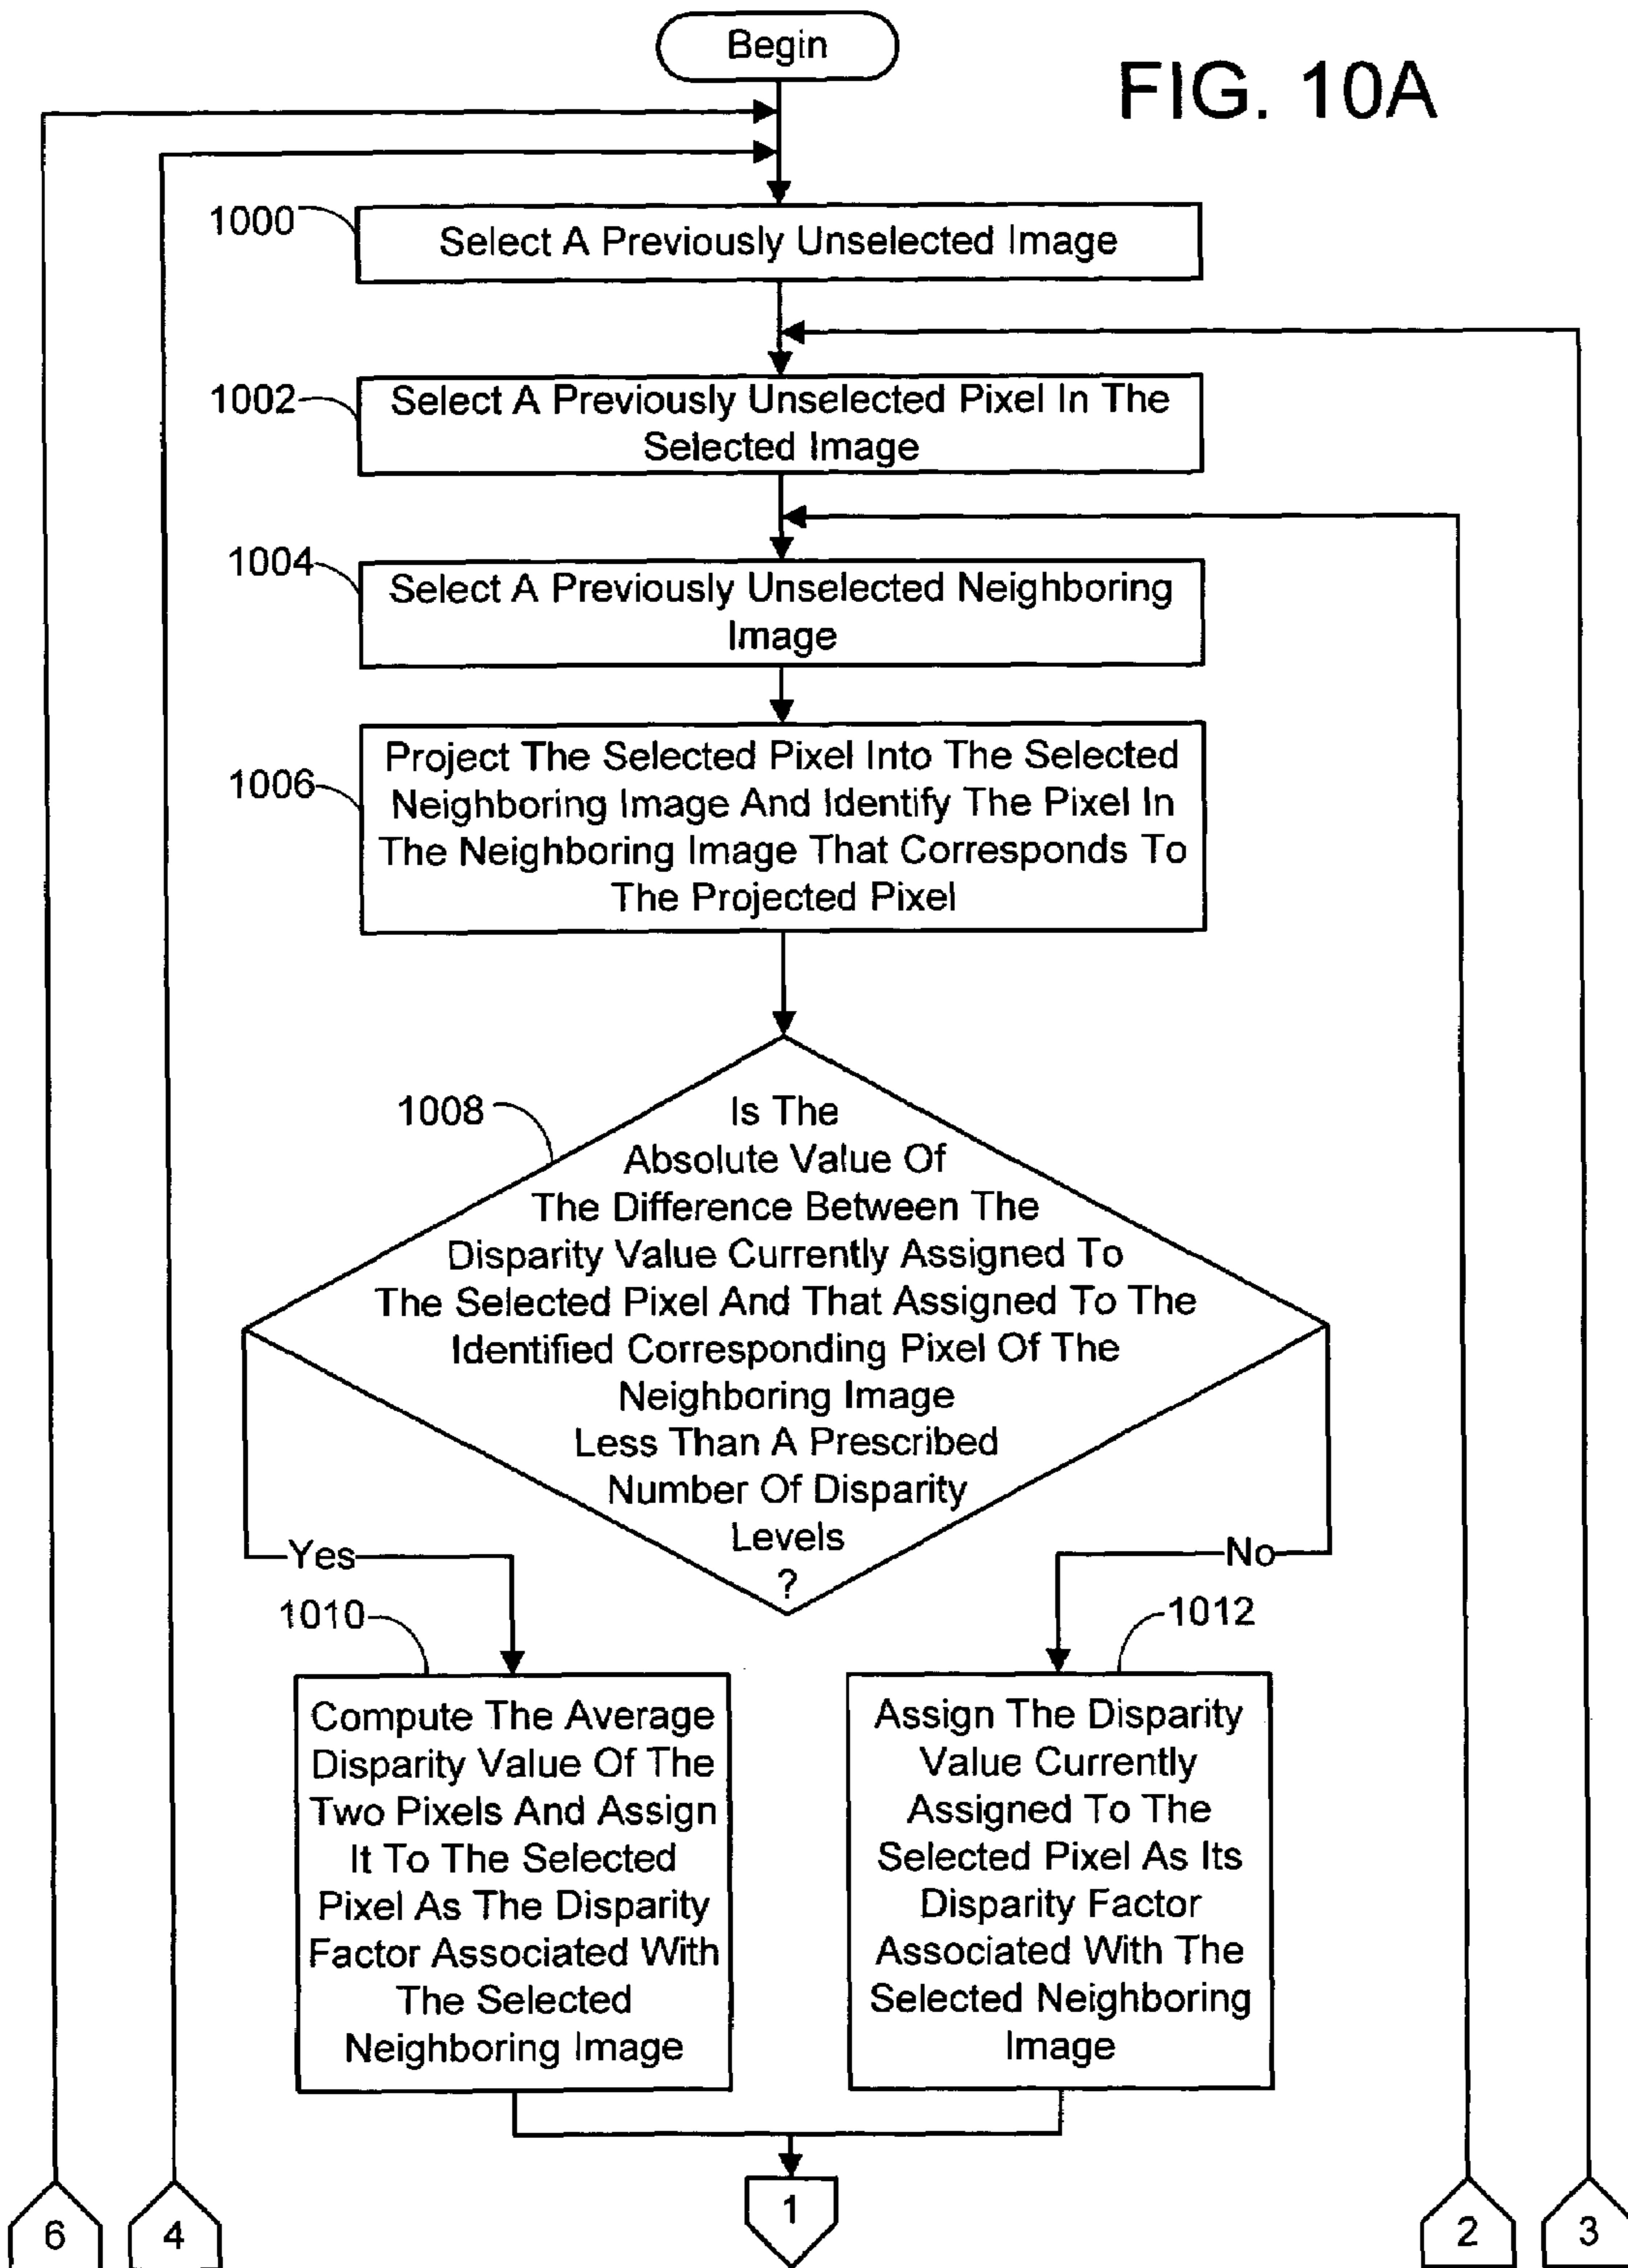 Begin
FIG. 10A
1000
Select A Previously Unselected Image
1002
Select A Previously Unselected Pixel In The
Selected Image
1004
Select A Previously Unselected Neighboring
Image
1006
Project The Selected Pixel Into The Selected
Neighboring Image And Identify The Pixel In
The Neighboring Image That Corresponds To
The Projected Pixel
1008
Is The
Absolute Value Of
The Difference Between The
Disparity Value Currently Assigned To
The Selected Pixel And That Assigned To The
Identified Corresponding Pixel Of The
Neighboring Image
Less Than A Prescribed
Number Of Disparity
Levels
?
Yes
No
1010
Compute The Average
Disparity Value Of The
Two Pixels And Assign
It To The Selected
Pixel As The Disparity
Factor Associated With
The Selected
Neighboring Image
1012
Assign The Disparity
Value Currently
Assigned To The
Selected Pixel As Its
Disparity Factor
Associated With The
Selected Neighboring
Image
6
4
1
2
3